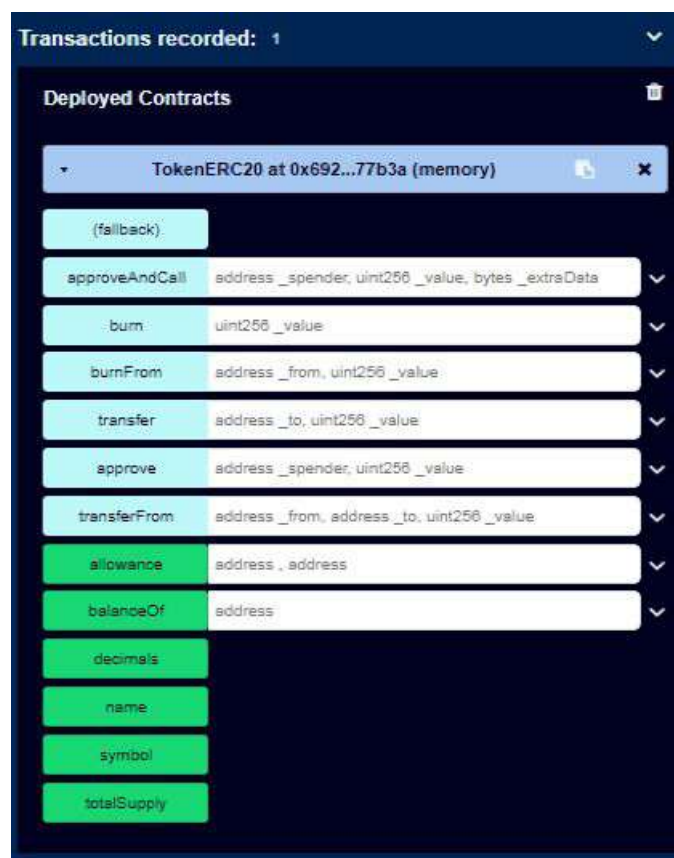 Transactions recorded: 1
Deployed Contracts
TokenERC20 at 0x692...77b3a (memory)
(fallback)
approveAndCall address _spender, uint256 _value, bytes _extraData
burn uint256 _value
burnFrom address _from, uint256 _value
transfer address _to, uint256 _value
approve address _spender, uint256 _value
transferFrom address _from, address _to, uint256 _value
allowance address , address
balanceOf address
decimals
name
symbol
totalSupply